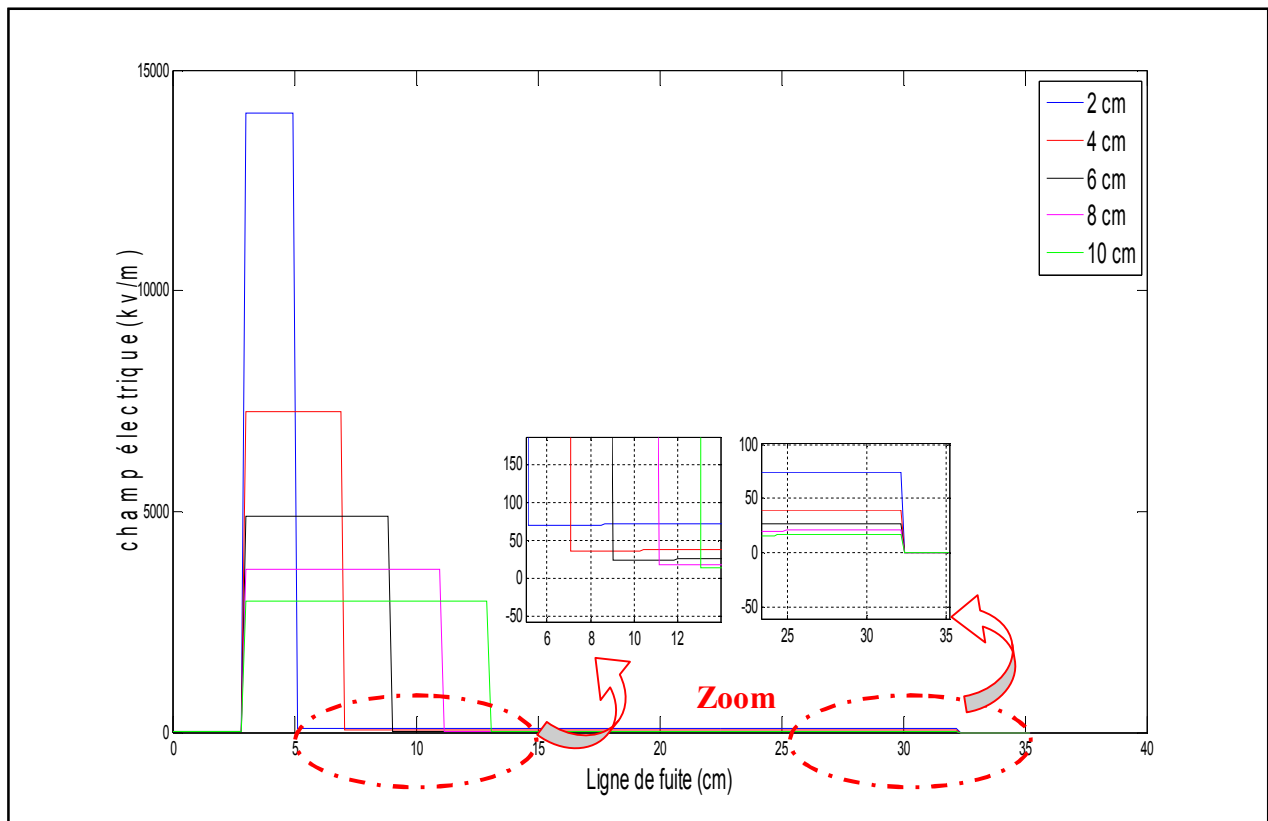 15000
10000
5000
0
champ électrique (kv/m)
2 cm
4 cm
6 cm
8 cm
10 cm
150
100
50
0
-50
6 8 10 12
100
50
0
-50
25 30 35
Zoom
0 5 10 15 20 25 30 35 40
Ligne de fuite (cm)